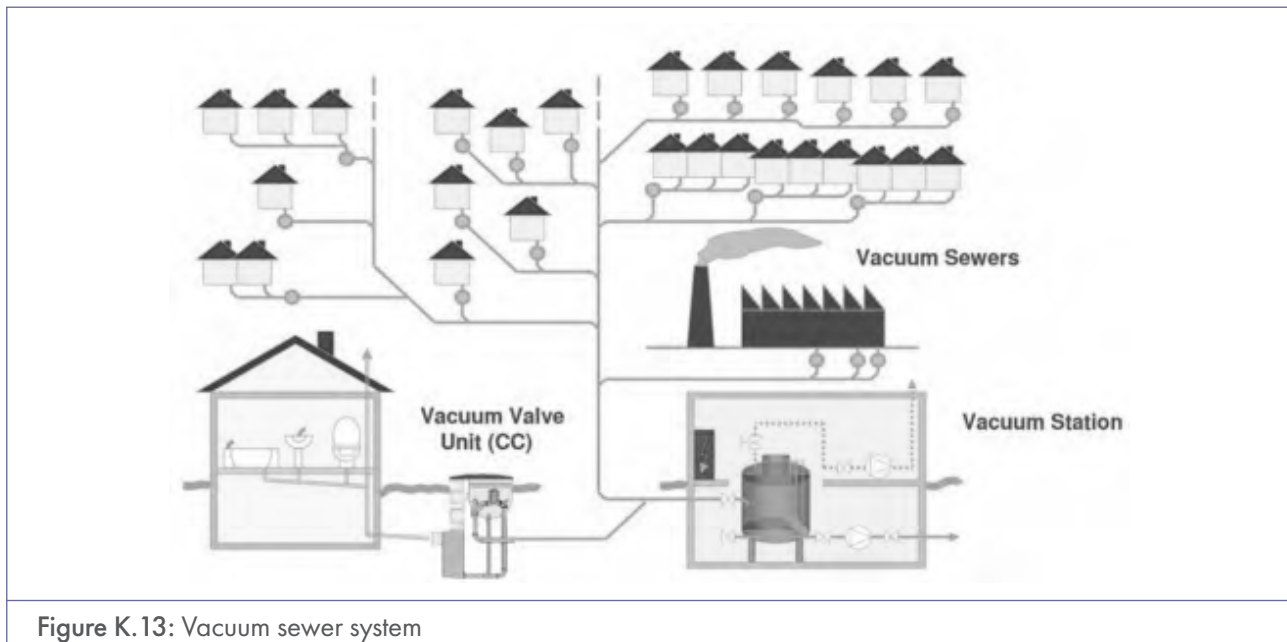 Vacuum Sewers
Vacuum Valve
Unit (CC)
Vacuum Station
Figure K.13: Vacuum sewer system